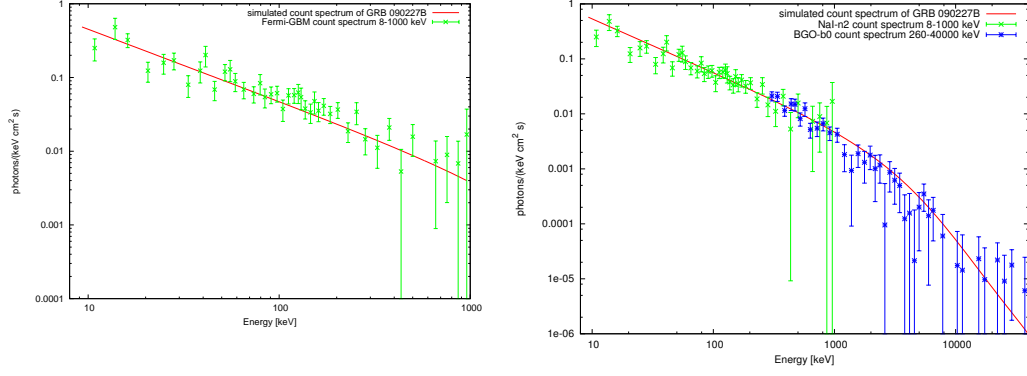 simulated count spectrum of GRB 090227B
Fermi-GBM count spectrum 8-1000 keV
photons/(keV cm² s)
1
0.1
0.01
0.001
0.0001
10
100
1000
Energy [keV]
simulated count spectrum of GRB 090227B
NaI-n2 count spectrum 8-1000 keV
BGO-b0 count spectrum 260-40000 keV
photons/(keV cm² s)
1
0.1
0.01
0.001
0.0001
1e-05
1e-06
10
100
1000
10000
Energy [keV]